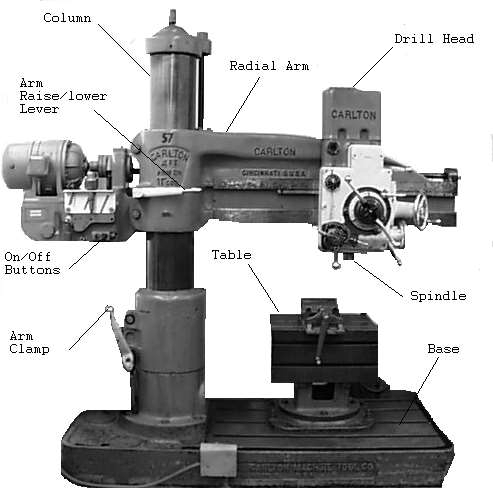 Column
Drill Head
Radial Arm
Arm
Raise/lower
Lever
CARLTON
57
CARLTON
CARLTON
CINCINNATI O. U.S.A.
On/Off
Buttons
Table
Spindle
Arm
Clamp
Base
CARLTON MACHINE TOOL CO.